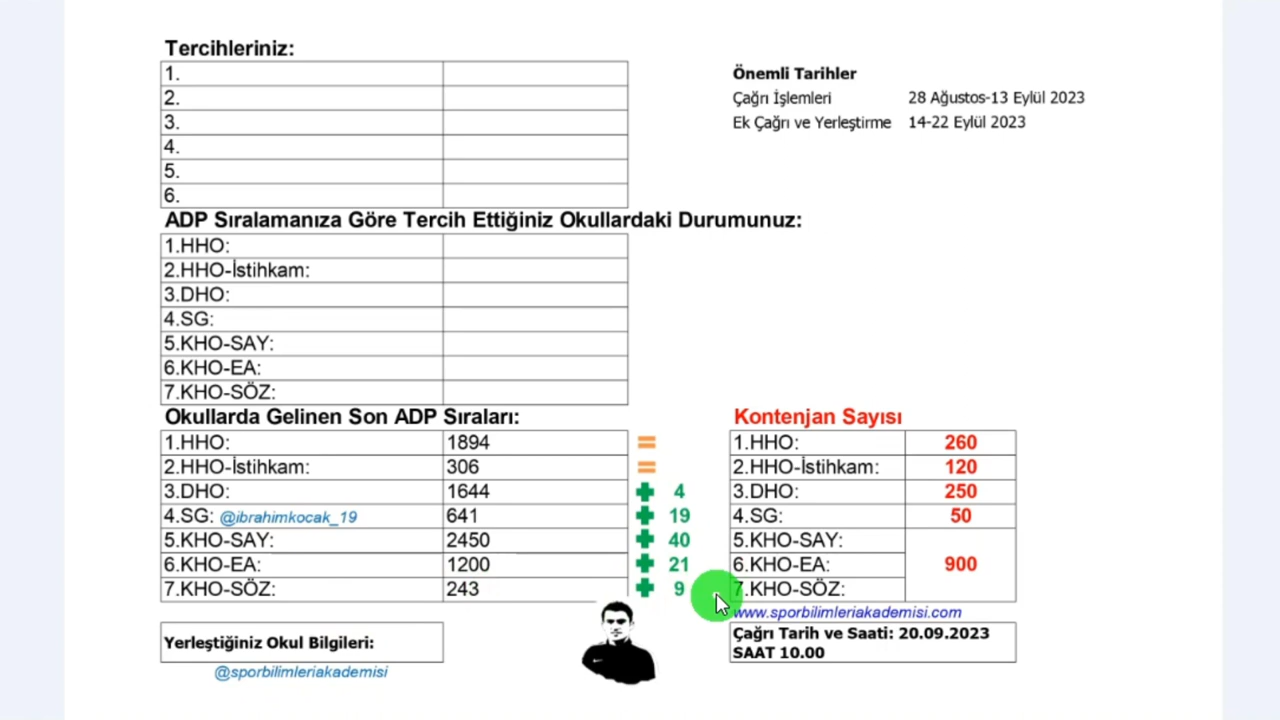 Tercihleriniz:
1.
2.
3.
4.
5.
6.
Önemli Tarihler
Çağrı İşlemleri 28 Ağustos-13 Eylül 2023
Ek Çağrı ve Yerleştirme 14-22 Eylül 2023
ADP Sıralamanıza Göre Tercih Ettiğiniz Okullardaki Durumunuz:
1.HHO:
2.HHO-İstihkam:
3.DHO:
4.SG:
5.KHO-SAY:
6.KHO-EA:
7.KHO-SÖZ:
Okullarda Gelinen Son ADP Sıraları:
1.HHO: 1894 =
2.HHO-İstihkam: 306 =
3.DHO: 1644 + 4
4.SG: @ibrahimkocak_19 641 + 19
5.KHO-SAY: 2450 + 40
6.KHO-EA: 1200 + 21
7.KHO-SÖZ: 243 + 9
Kontenjan Sayısı
1.HHO: 260
2.HHO-İstihkam: 120
3.DHO: 250
4.SG: 50
5.KHO-SAY:
6.KHO-EA: 900
7.KHO-SÖZ:
www.sporbilimleriakademisi.com
Yerleştiğiniz Okul Bilgileri:
@sporbilimleriakademisi
Çağrı Tarih ve Saati: 20.09.2023
SAAT 10.00